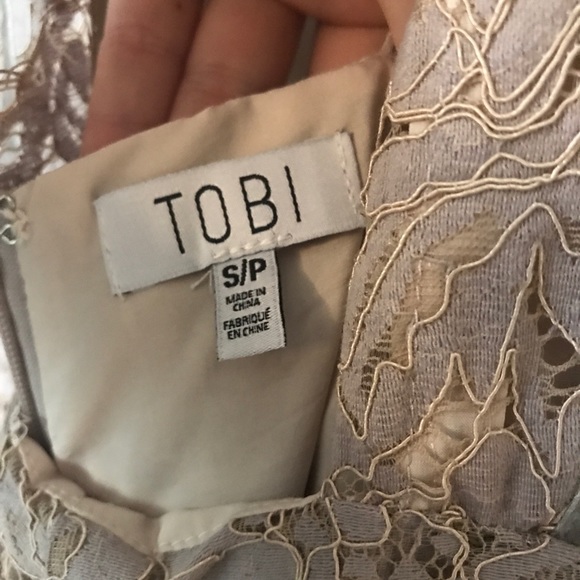 TOBI
S/P
MADE IN
CHINA
FABRIQUÉ
EN CHINE